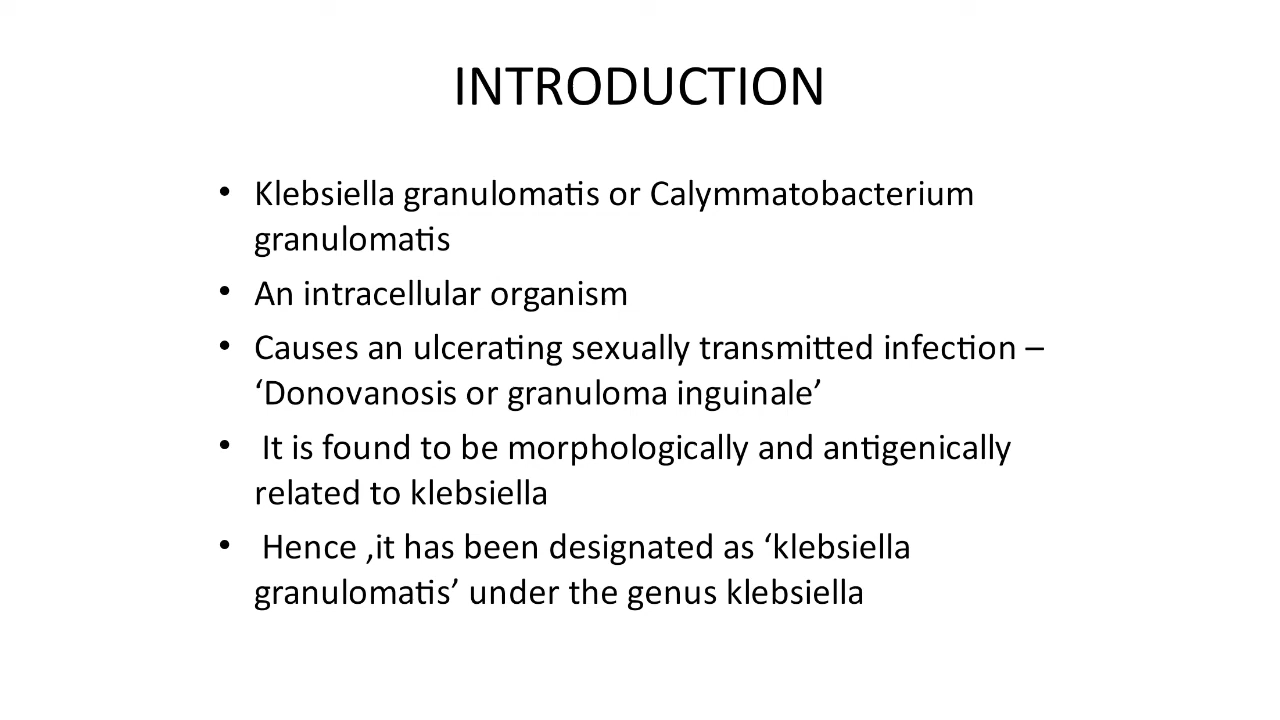 INTRODUCTION
• Klebsiella granulomatis or Calymmatobacterium
granulomatis
• An intracellular organism
• Causes an ulcerating sexually transmitted infection –
‘Donovanosis or granuloma inguinale’
• It is found to be morphologically and antigenically
related to klebsiella
• Hence ,it has been designated as ‘klebsiella
granulomatis’ under the genus klebsiella